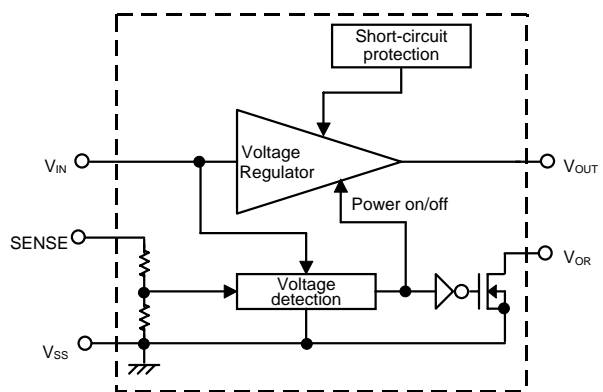 Short-circuit
protection
Voltage
Regulator
VIN
VOUT
Power on/off
SENSE
VOR
Voltage
detection
VSS